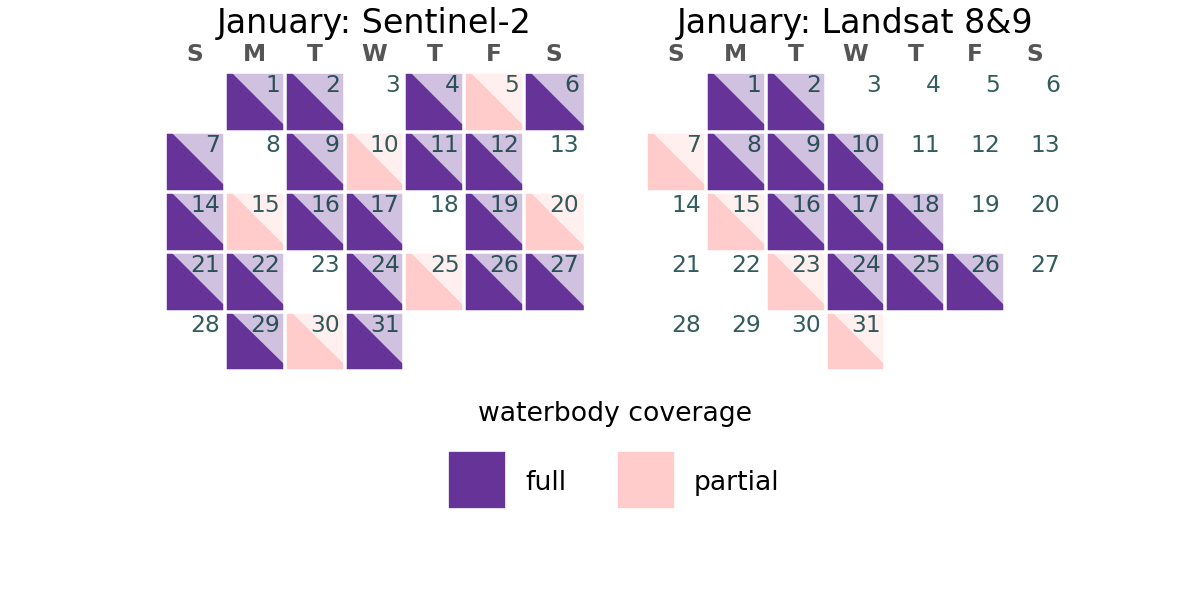 January: Sentinel-2
S M T W T F S
1 2 3 4 5 6
7 8 9 10 11 12 13
14 15 16 17 18 19 20
21 22 23 24 25 26 27
28 29 30 31
January: Landsat 8&9
S M T W T F S
1 2 3 4 5 6
7 8 9 10 11 12 13
14 15 16 17 18 19 20
21 22 23 24 25 26 27
28 29 30 31
waterbody coverage
full partial